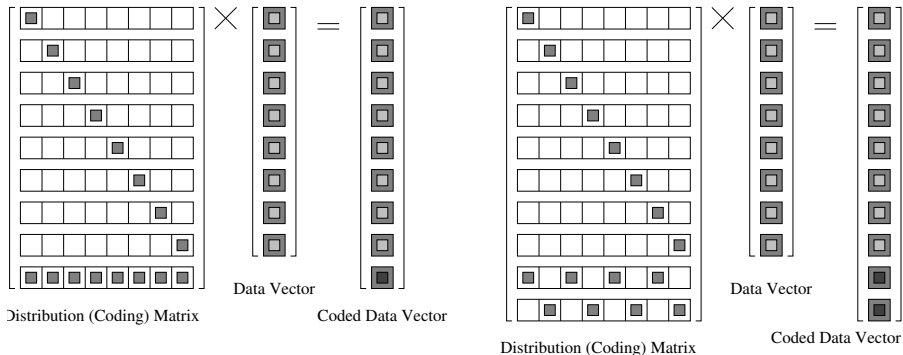 Data Vector
Distribution (Coding) Matrix
Coded Data Vector
Data Vector
Distribution (Coding) Matrix
Coded Data Vector